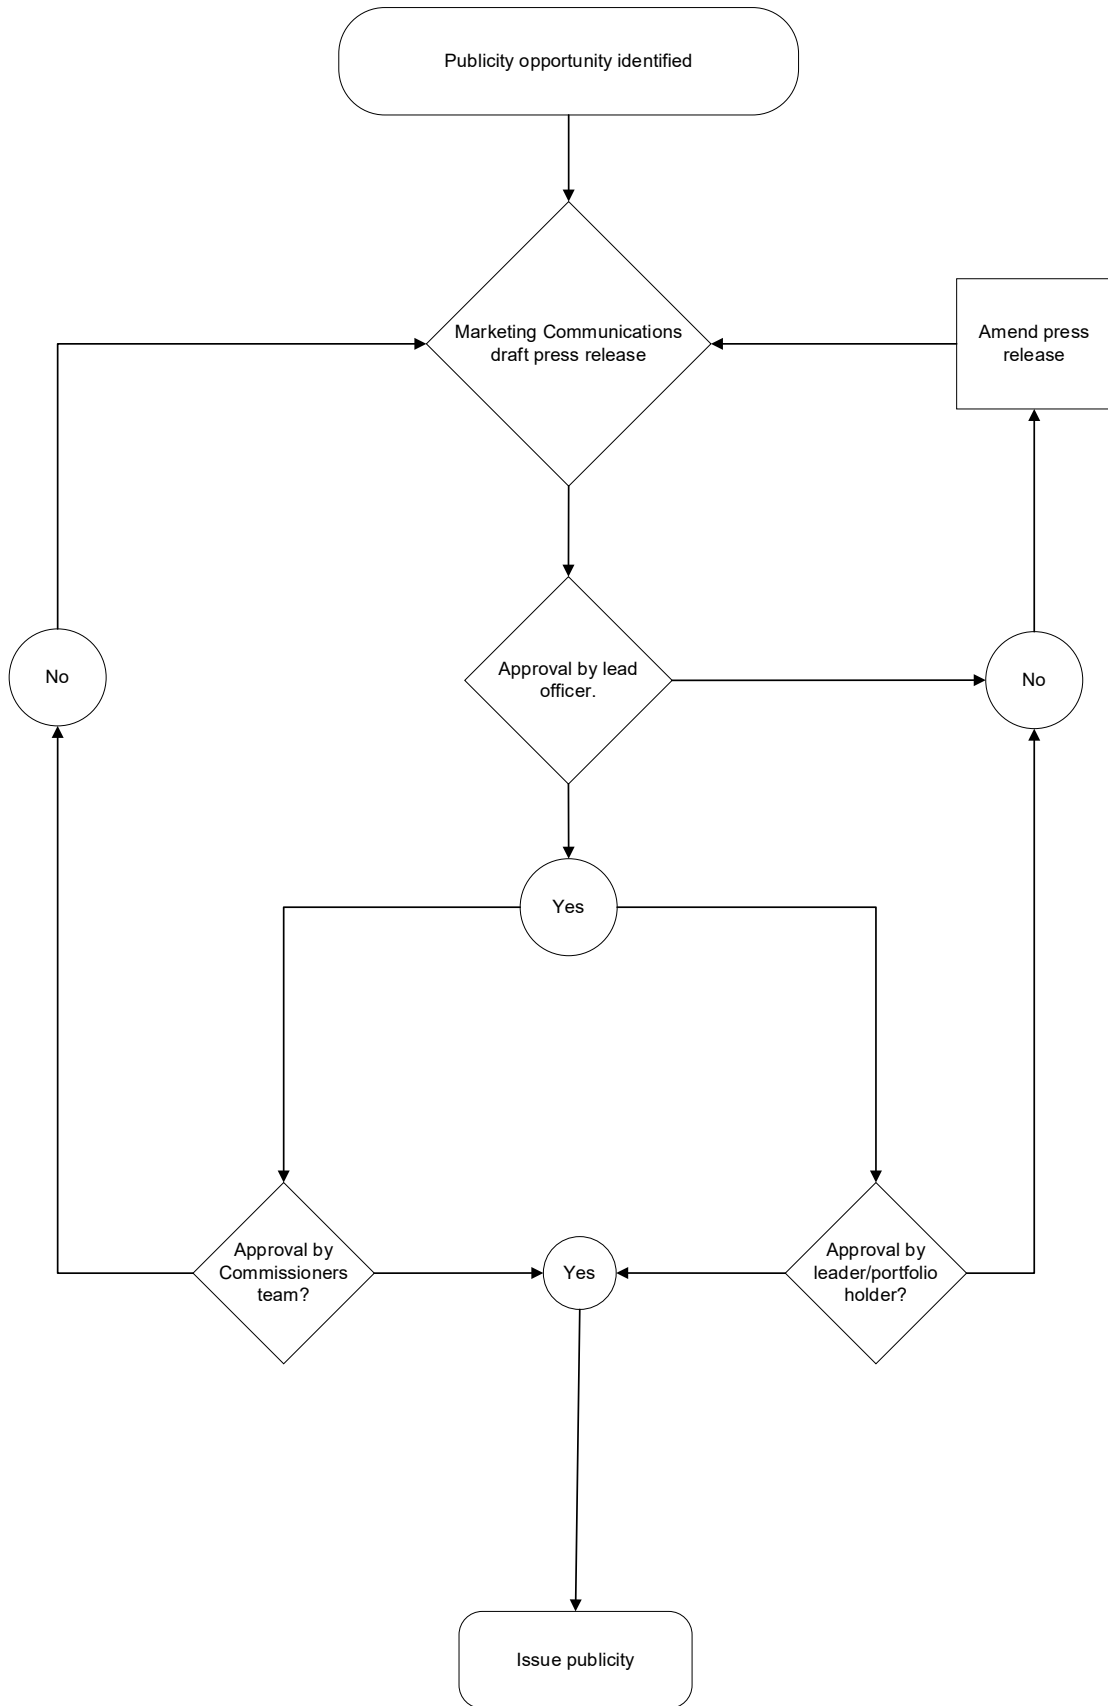 Publicity opportunity identified
Marketing Communications
draft press release
Amend press
release
No
Approval by lead
officer.
No
Yes
Approval by
Commissioners
team?
Yes
Approval by
leader/portfolio
holder?
Issue publicity